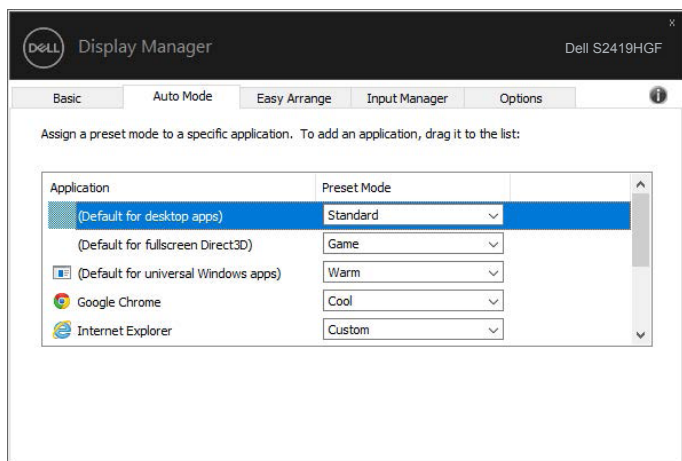 DELL Display Manager Dell S2419HGF x
Basic Auto Mode Easy Arrange Input Manager Options i
Assign a preset mode to a specific application. To add an application, drag it to the list:
Application Preset Mode
(Default for desktop apps) Standard
(Default for fullscreen Direct3D) Game
(Default for universal Windows apps) Warm
Google Chrome Cool
Internet Explorer Custom